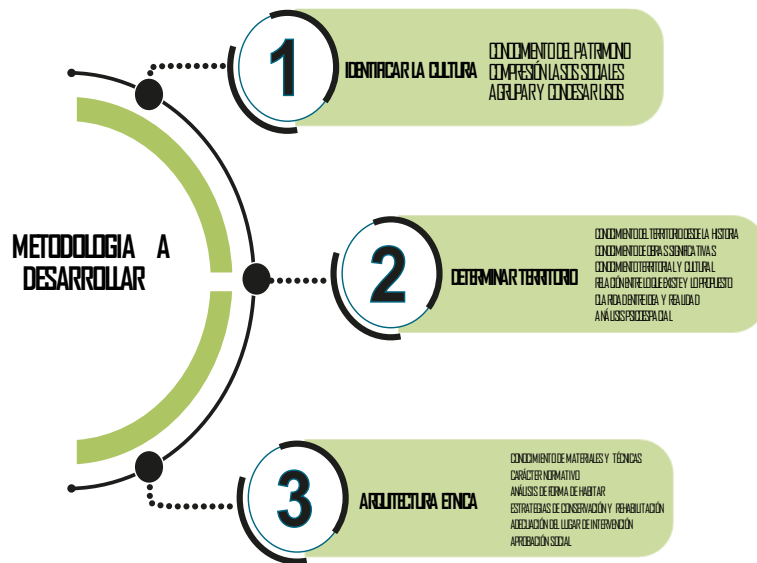 METODOLOGIA A
DESARROLLAR
1
IDENTIFICAR LA CULTURA
CONOCIMIENTO DEL PATRIMONIO
COMPRESIÓN LASOS SOCIALES
AGRUPAR Y CONDESAR USOS
2
DETERMINAR TERRITORIO
CONOCIMIENTO DEL TERRITORIO DESDE LA HISTORIA
CONOCIMIENTO DE OBRAS SIGNIFICATIVAS
CONOCIMIENTO TERRITORIAL Y CULTURAL
RELACIÓN ENTRE LO QUE EXISTE Y LO PROPUESTO
CLARIDAD ENTRE IDEA Y REALIDAD
ANÁLISIS PSICOESPACIAL
3
ARQUITECTURA ETNICA
CONOCIMIENTO DE MATERIALES Y TÉCNICAS
CARÁCTER NORMATIVO
ANÁLISIS DE FORMA DE HABITAR
ESTRATEGIAS DE CONSERVACIÓN Y REHABILITACIÓN
ADECUACIÓN DEL LUGAR DE INTERVENCIÓN
APROBACIÓN SOCIAL